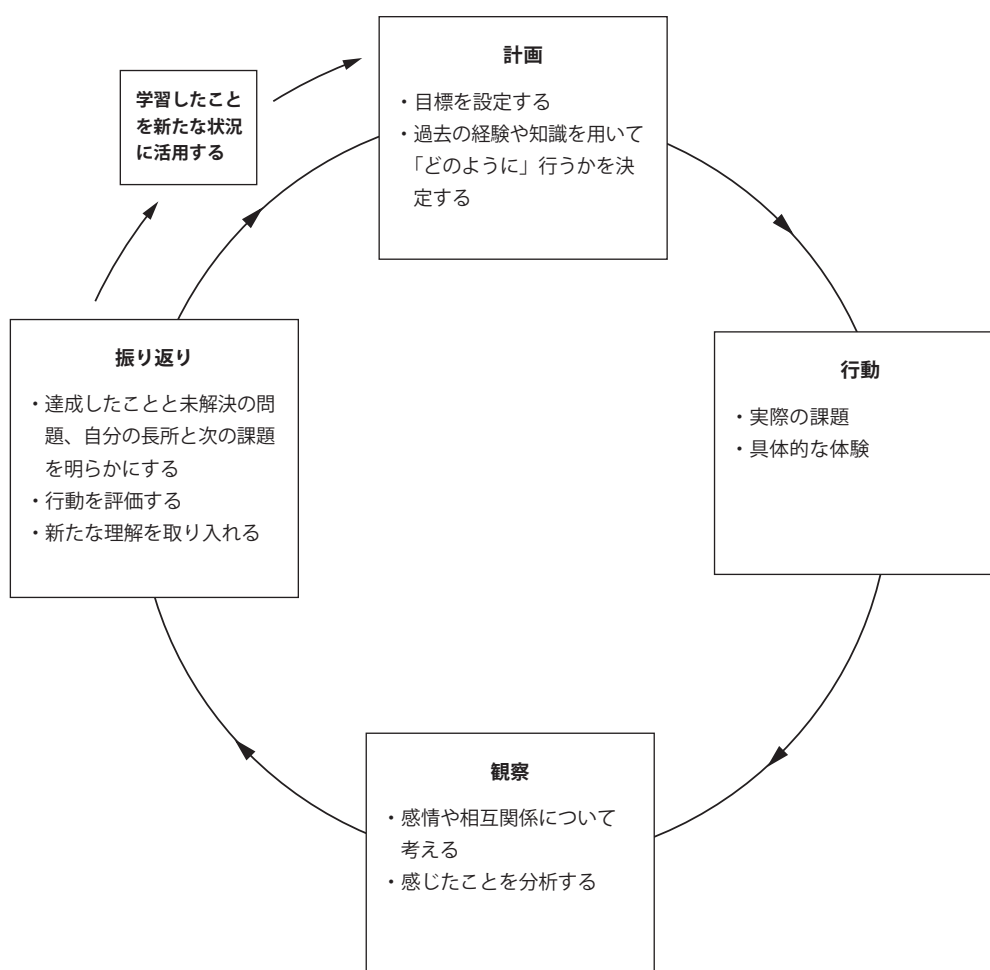 計画
・目標を設定する
・過去の経験や知識を用いて
「どのように」行うかを決
定する
学習したこと
を新たな状況
に活用する
振り返り
・達成したことと未解決の問
題、自分の長所と次の課題
を明らかにする
・行動を評価する
・新たな理解を取り入れる
行動
・実際の課題
・具体的な体験
観察
・感情や相互関係について
考える
・感じたことを分析する